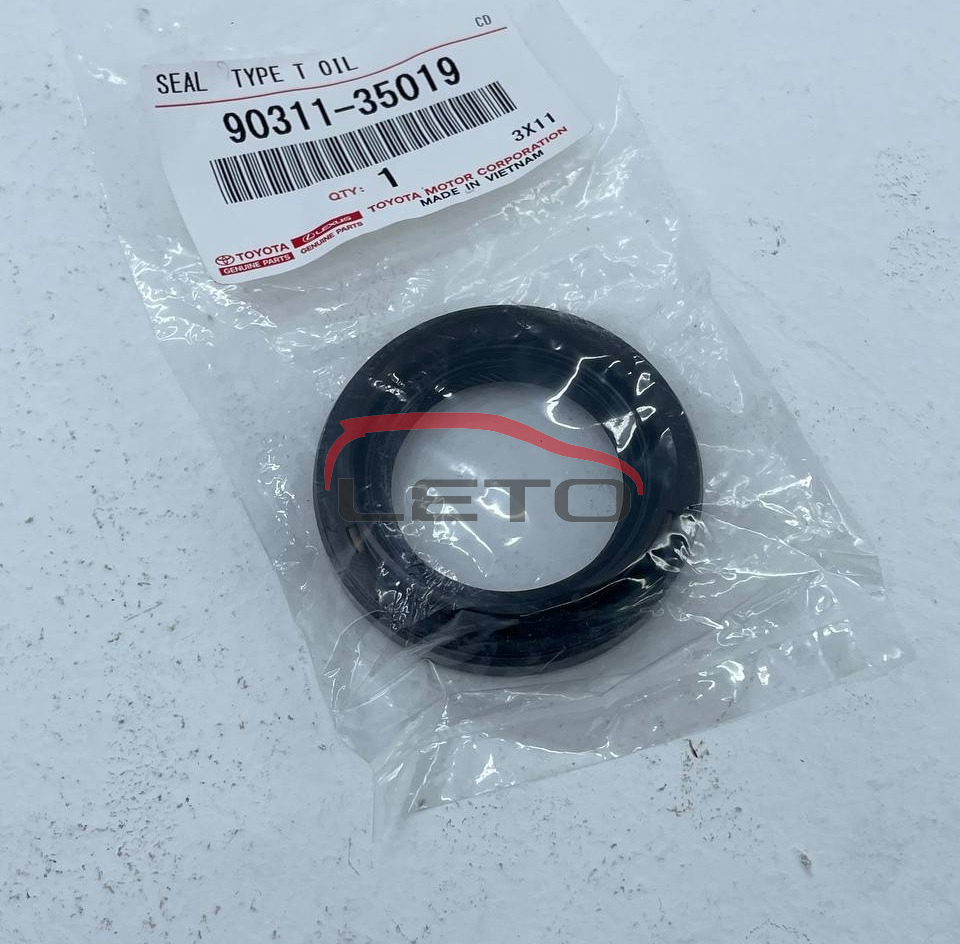 CD
SEAL TYPE T OIL
90311-35019
3X11
QTY: 1
TOYOTA MOTOR CORPORATION
MADE IN VIETNAM
TOYOTA
GENUINE PARTS
LEXUS
GENUINE PARTS
LETO